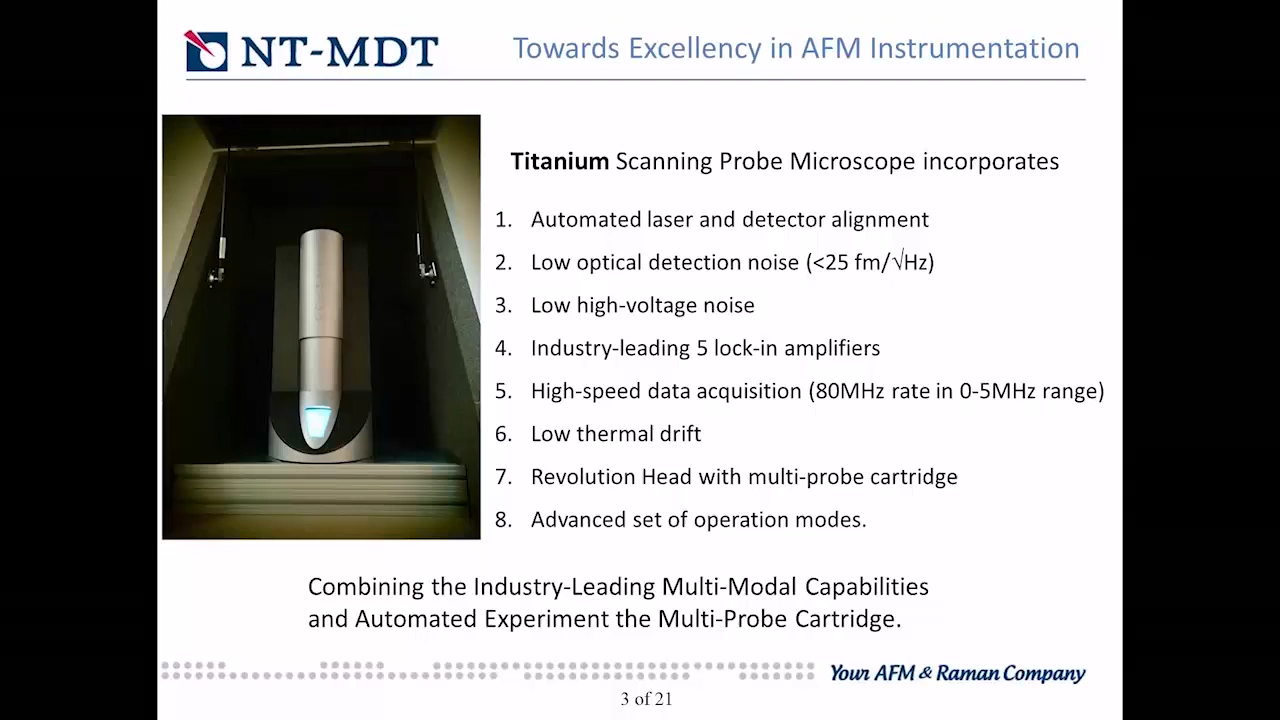 NT-MDT
Towards Excellency in AFM Instrumentation
Titanium Scanning Probe Microscope incorporates
1. Automated laser and detector alignment
2. Low optical detection noise (<25 fm/√Hz)
3. Low high-voltage noise
4. Industry-leading 5 lock-in amplifiers
5. High-speed data acquisition (80MHz rate in 0-5MHz range)
6. Low thermal drift
7. Revolution Head with multi-probe cartridge
8. Advanced set of operation modes.
Combining the Industry-Leading Multi-Modal Capabilities
and Automated Experiment the Multi-Probe Cartridge.
Your AFM & Raman Company
3 of 21